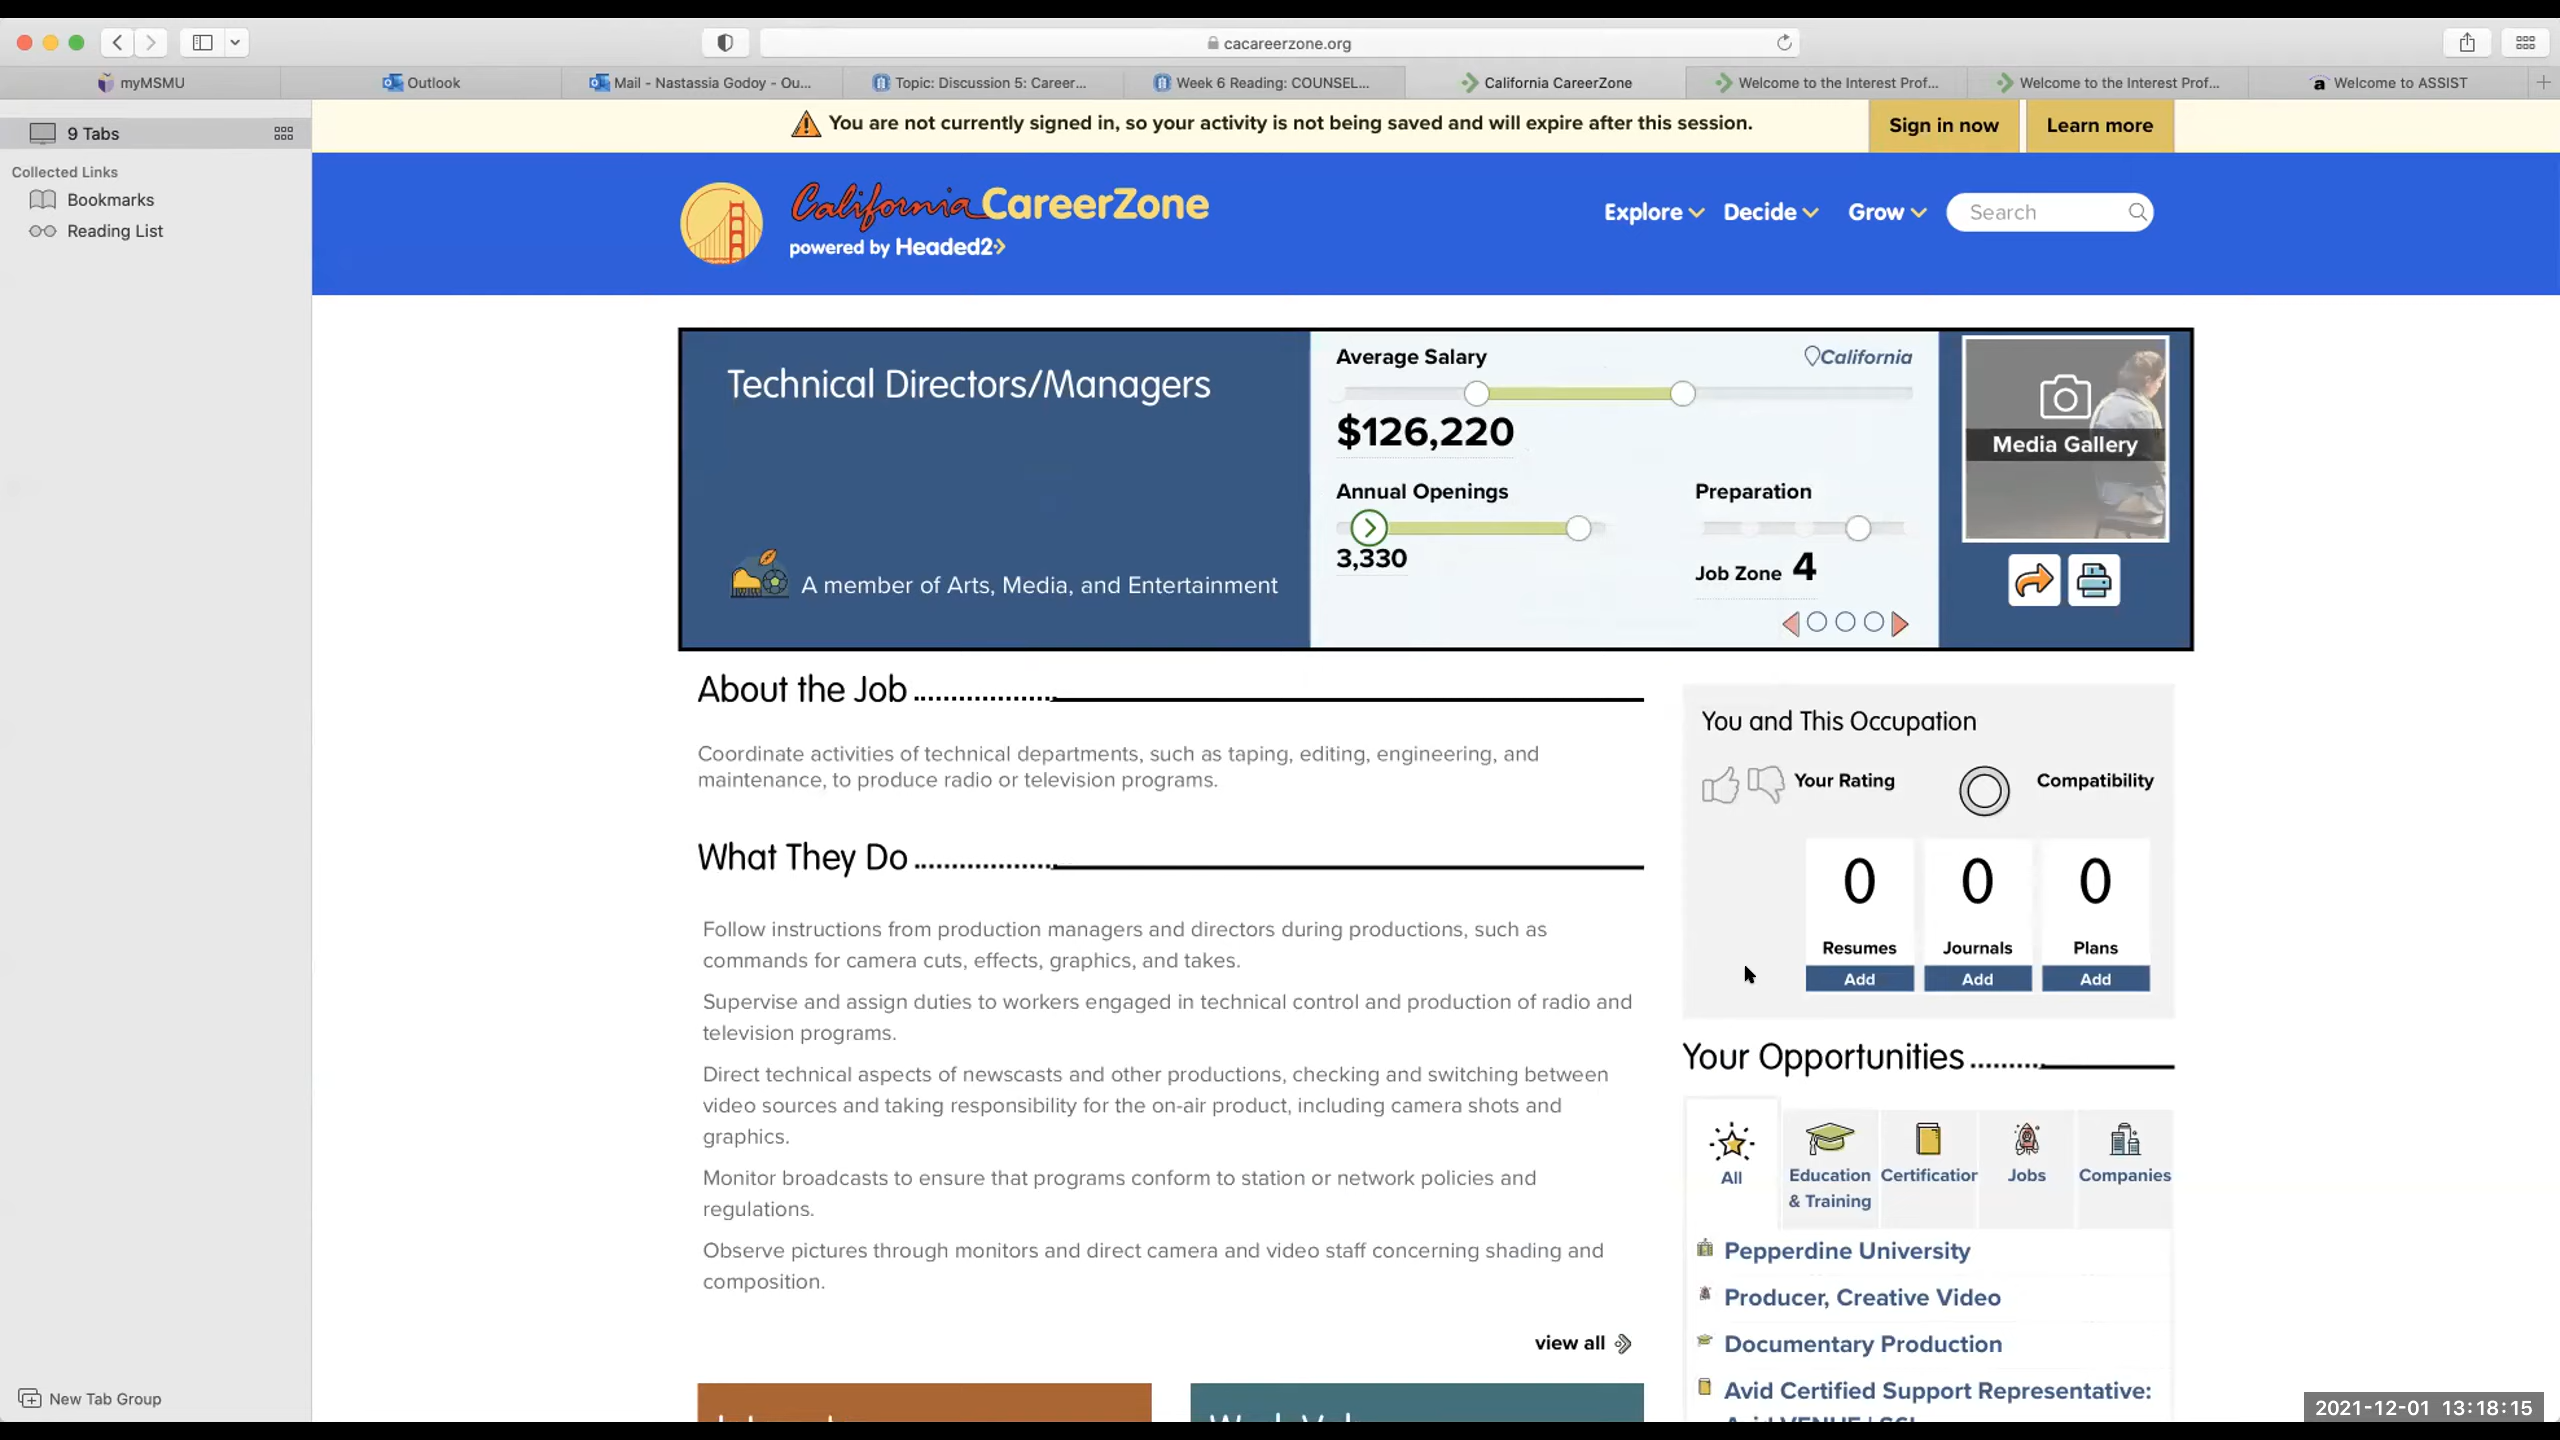 cacareerzone.org
myMSMU
Outlook
Mail - Nastassia Godoy - Ou...
Topic: Discussion 5: Career...
Week 6 Reading: COUNSEL...
California CareerZone
Welcome to the Interest Prof...
Welcome to the Interest Prof...
Welcome to ASSIST
9 Tabs
Collected Links
Bookmarks
Reading List
You are not currently signed in, so your activity is not being saved and will expire after this session.
Sign in now
Learn more
California CareerZone
powered by Headed2
Explore
Decide
Grow
Search
Technical Directors/Managers
A member of Arts, Media, and Entertainment
Average Salary
California
$126,220
Annual Openings
3,330
Preparation
Job Zone 4
Media Gallery
About the Job
Coordinate activities of technical departments, such as taping, editing, engineering, and
maintenance, to produce radio or television programs.
What They Do
Follow instructions from production managers and directors during productions, such as
commands for camera cuts, effects, graphics, and takes.
Supervise and assign duties to workers engaged in technical control and production of radio and
television programs.
Direct technical aspects of newscasts and other productions, checking and switching between
video sources and taking responsibility for the on-air product, including camera shots and
graphics.
Monitor broadcasts to ensure that programs conform to station or network policies and
regulations.
Observe pictures through monitors and direct camera and video staff concerning shading and
composition.
view all
You and This Occupation
Your Rating
Compatibility
0
0
0
Resumes
Journals
Plans
Add
Add
Add
Your Opportunities
All
Education
& Training
Certification
Jobs
Companies
Pepperdine University
Producer, Creative Video
Documentary Production
Avid Certified Support Representative:
New Tab Group
2021-12-01 13:18:15